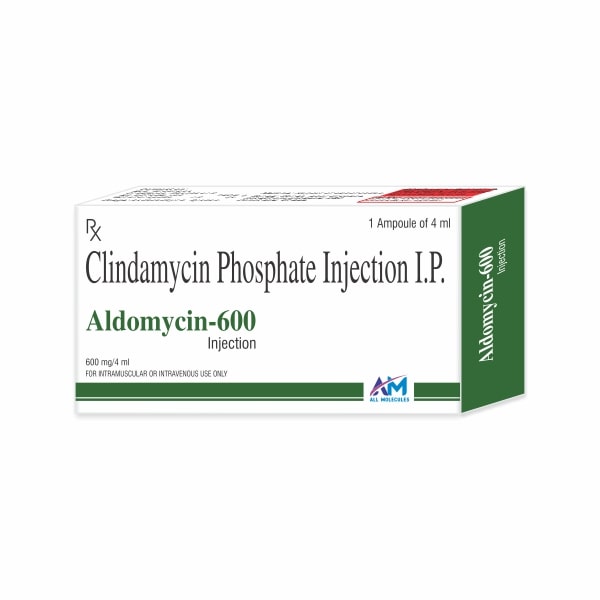 Rx
1 Ampoule of 4 ml
Clindamycin Phosphate Injection I.P.
Aldomycin-600
Injection
600 mg/4 ml
FOR INTRAMUSCULAR OR INTRAVENOUS USE ONLY
AM
ALL MOLECULES
Aldomycin-600
Injection